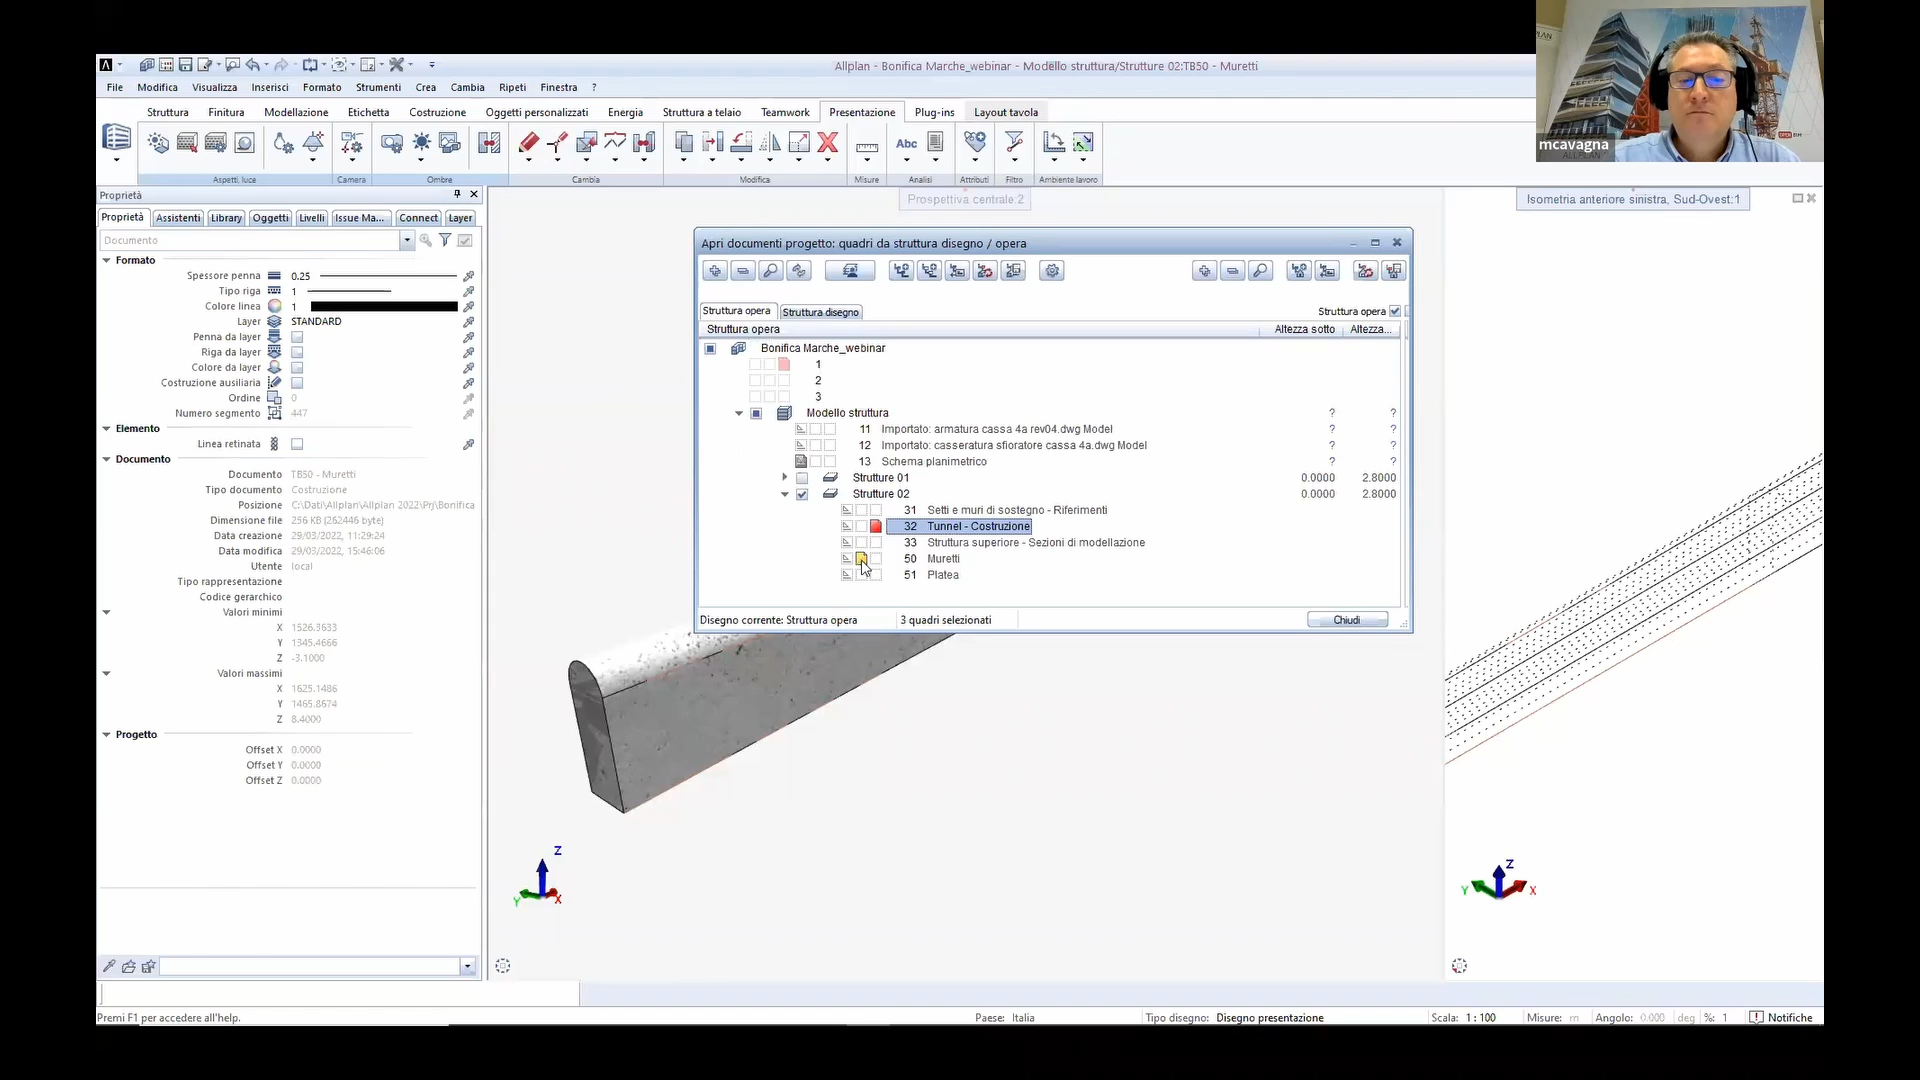 Allplan - Bonifica Marche_webinar - Modello struttura/Strutture 02:TB50 - Muretti
File Modifica Visualizza Inserisci Formato Strumenti Crea Cambia Ripeti Finestra ?
Struttura Finitura Modellazione Etichetta Costruzione Oggetti personalizzati Energia Struttura a telaio Teamwork Presentazione Plug-ins Layout tavola
Abc
Aspetti, luce Camera Ombre Cambia Modifica Misure Analisi Attributi Filtro Ambiente lavoro
mcavagna
Proprietà
Proprietà Assistenti Library Oggetti Livelli Issue Ma... Connect Layer
Documento
Formato
Spessore penna 0.25
Tipo riga 1
Colore linea 1
Layer STANDARD
Penna da layer
Riga da layer
Colore da layer
Costruzione ausiliaria
Ordine 0
Numero segmento 447
Elemento
Linea retinata
Documento
Documento TB50 - Muretti
Tipo documento Costruzione
Posizione C:\Dati\Allplan\Allplan 2022\Prj\Bonifica
Dimensione file 256 KB (262446 byte)
Data creazione 29/03/2022, 11:29:24
Data modifica 29/03/2022, 15:46:06
Utente local
Tipo rappresentazione
Codice gerarchico
Valori minimi
X 1526.3633
Y 1345.4666
Z -3.1000
Valori massimi
X 1625.1486
Y 1465.8674
Z 8.4000
Progetto
Offset X 0.0000
Offset Y 0.0000
Offset Z 0.0000
Prospettiva centrale:2
Isometria anteriore sinistra, Sud-Ovest:1
Apri documenti progetto: quadri da struttura disegno / opera
Struttura opera Struttura disegno Struttura opera
Struttura opera Altezza sotto Altezza...
Bonifica Marche_webinar
1
2
3
Modello struttura ? ?
11 Importato: armatura cassa 4a rev04.dwg Model ? ?
12 Importato: casseratura sfioratore cassa 4a.dwg Model ? ?
13 Schema planimetrico ? ?
Strutture 01 0.0000 2.8000
Strutture 02 0.0000 2.8000
31 Setti e muri di sostegno - Riferimenti
32 Tunnel - Costruzione
33 Struttura superiore - Sezioni di modellazione
50 Muretti
51 Platea
Disegno corrente: Struttura opera 3 quadri selezionati Chiudi
Z
Y X
Z
Y X
Premi F1 per accedere all'help. Paese: Italia Tipo disegno: Disegno presentazione Scala: 1 : 100 Misure: m Angolo: 0.000 deg %: 1 Notifiche